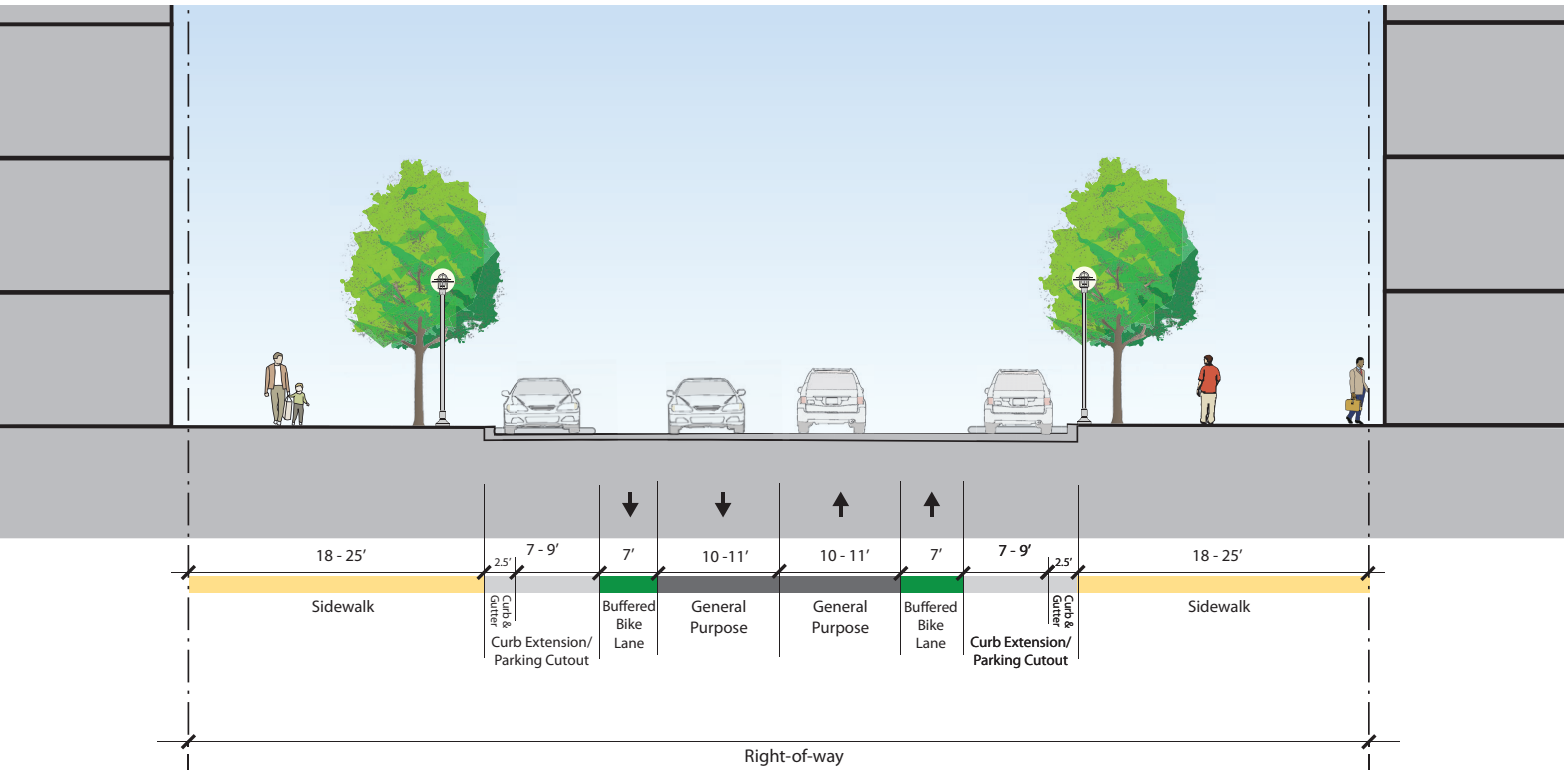 18 - 25’
2.5’
7 - 9’
7’
10 -11’
10 - 11’
7’
7 - 9’
2.5’
18 - 25’
Sidewalk
Curb &
Gutter
Curb Extension/
Parking Cutout
Buffered
Bike
Lane
General
Purpose
General
Purpose
Buffered
Bike
Lane
Curb Extension/
Parking Cutout
Curb &
Gutter
Sidewalk
Right-of-way